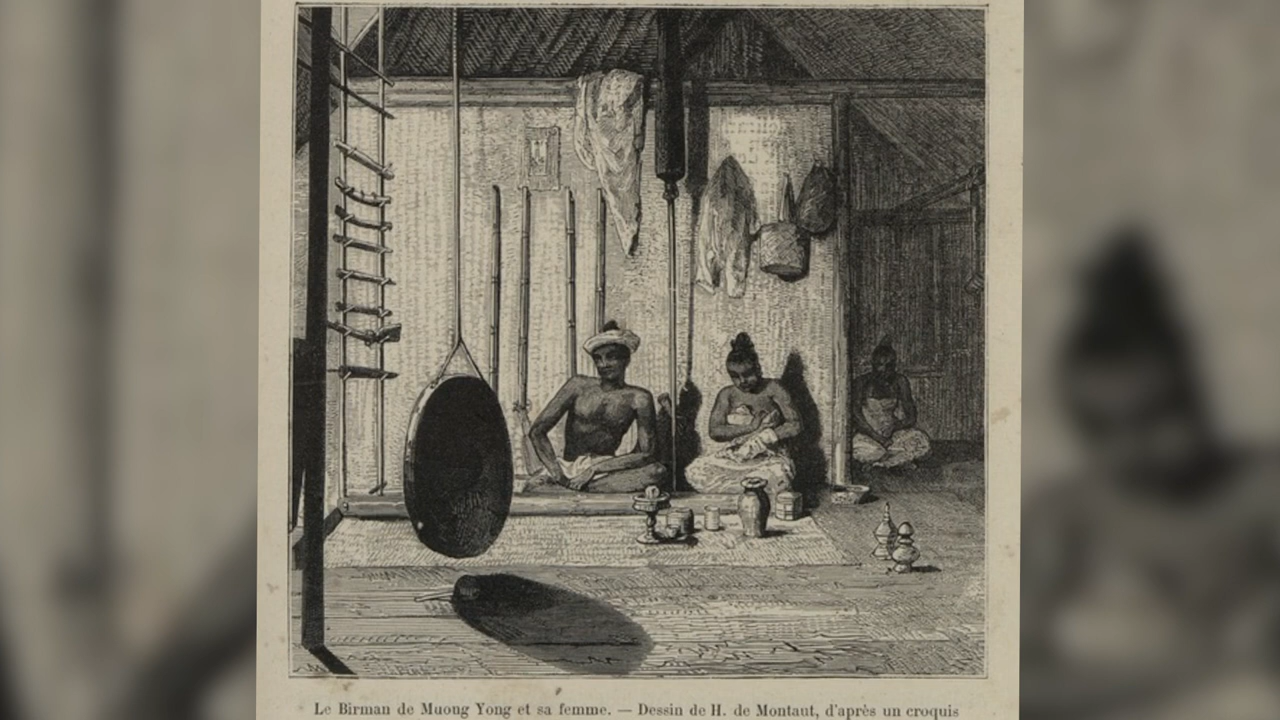 Le Birman de Muong Yong et sa femme. — Dessin de H. de Montaut, d'après un croquis